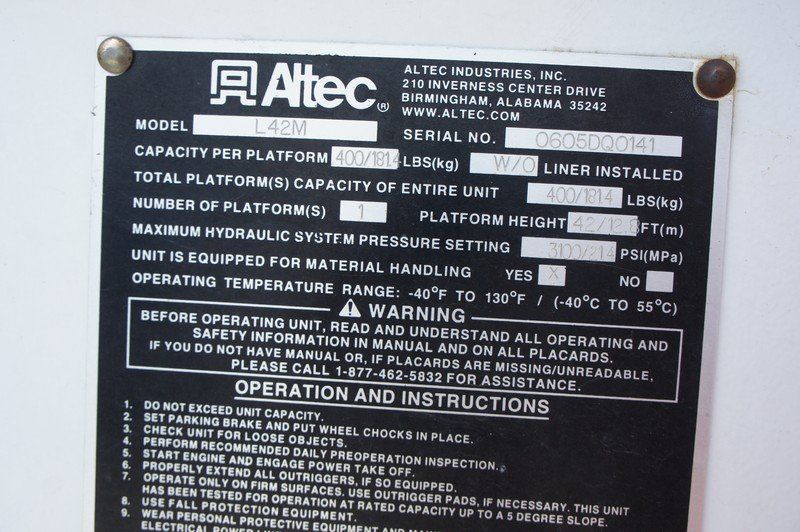 Altec®
ALTEC INDUSTRIES, INC.
210 INVERNESS CENTER DRIVE
BIRMINGHAM, ALABAMA 35242
WWW.ALTEC.COM
MODEL L42M SERIAL NO. 0605DQ0141
CAPACITY PER PLATFORM 400/181.4 LBS(kg) W/O LINER INSTALLED
TOTAL PLATFORM(S) CAPACITY OF ENTIRE UNIT 400/181.4 LBS(kg)
NUMBER OF PLATFORM(S) 1 PLATFORM HEIGHT 42/12.8 FT(m)
MAXIMUM HYDRAULIC SYSTEM PRESSURE SETTING 3100/21.4 PSI(MPa)
UNIT IS EQUIPPED FOR MATERIAL HANDLING YES X NO
OPERATING TEMPERATURE RANGE: -40°F TO 130°F / (-40°C TO 55°C)
WARNING
BEFORE OPERATING UNIT, READ AND UNDERSTAND ALL OPERATING AND
SAFETY INFORMATION IN MANUAL AND ON ALL PLACARDS.
IF YOU DO NOT HAVE MANUAL OR, IF PLACARDS ARE MISSING/UNREADABLE,
PLEASE CALL 1-877-462-5832 FOR ASSISTANCE.
OPERATION AND INSTRUCTIONS
1. DO NOT EXCEED UNIT CAPACITY.
2. SET PARKING BRAKE AND PUT WHEEL CHOCKS IN PLACE.
3. CHECK UNIT FOR LOOSE OBJECTS.
4. PERFORM RECOMMENDED DAILY PREOPERATION INSPECTION.
5. START ENGINE AND ENGAGE POWER TAKE OFF.
6. PROPERLY EXTEND ALL OUTRIGGERS, IF SO EQUIPPED.
7. OPERATE ONLY ON FIRM SURFACES. USE OUTRIGGER PADS, IF NECESSARY. THIS UNIT
HAS BEEN TESTED FOR OPERATION AT RATED CAPACITY UP TO A 5 DEGREE SLOPE.
8. USE FALL PROTECTION EQUIPMENT.
9. WEAR PERSONAL PROTECTIVE EQUIPMENT AND
ELECTRICAL POWER